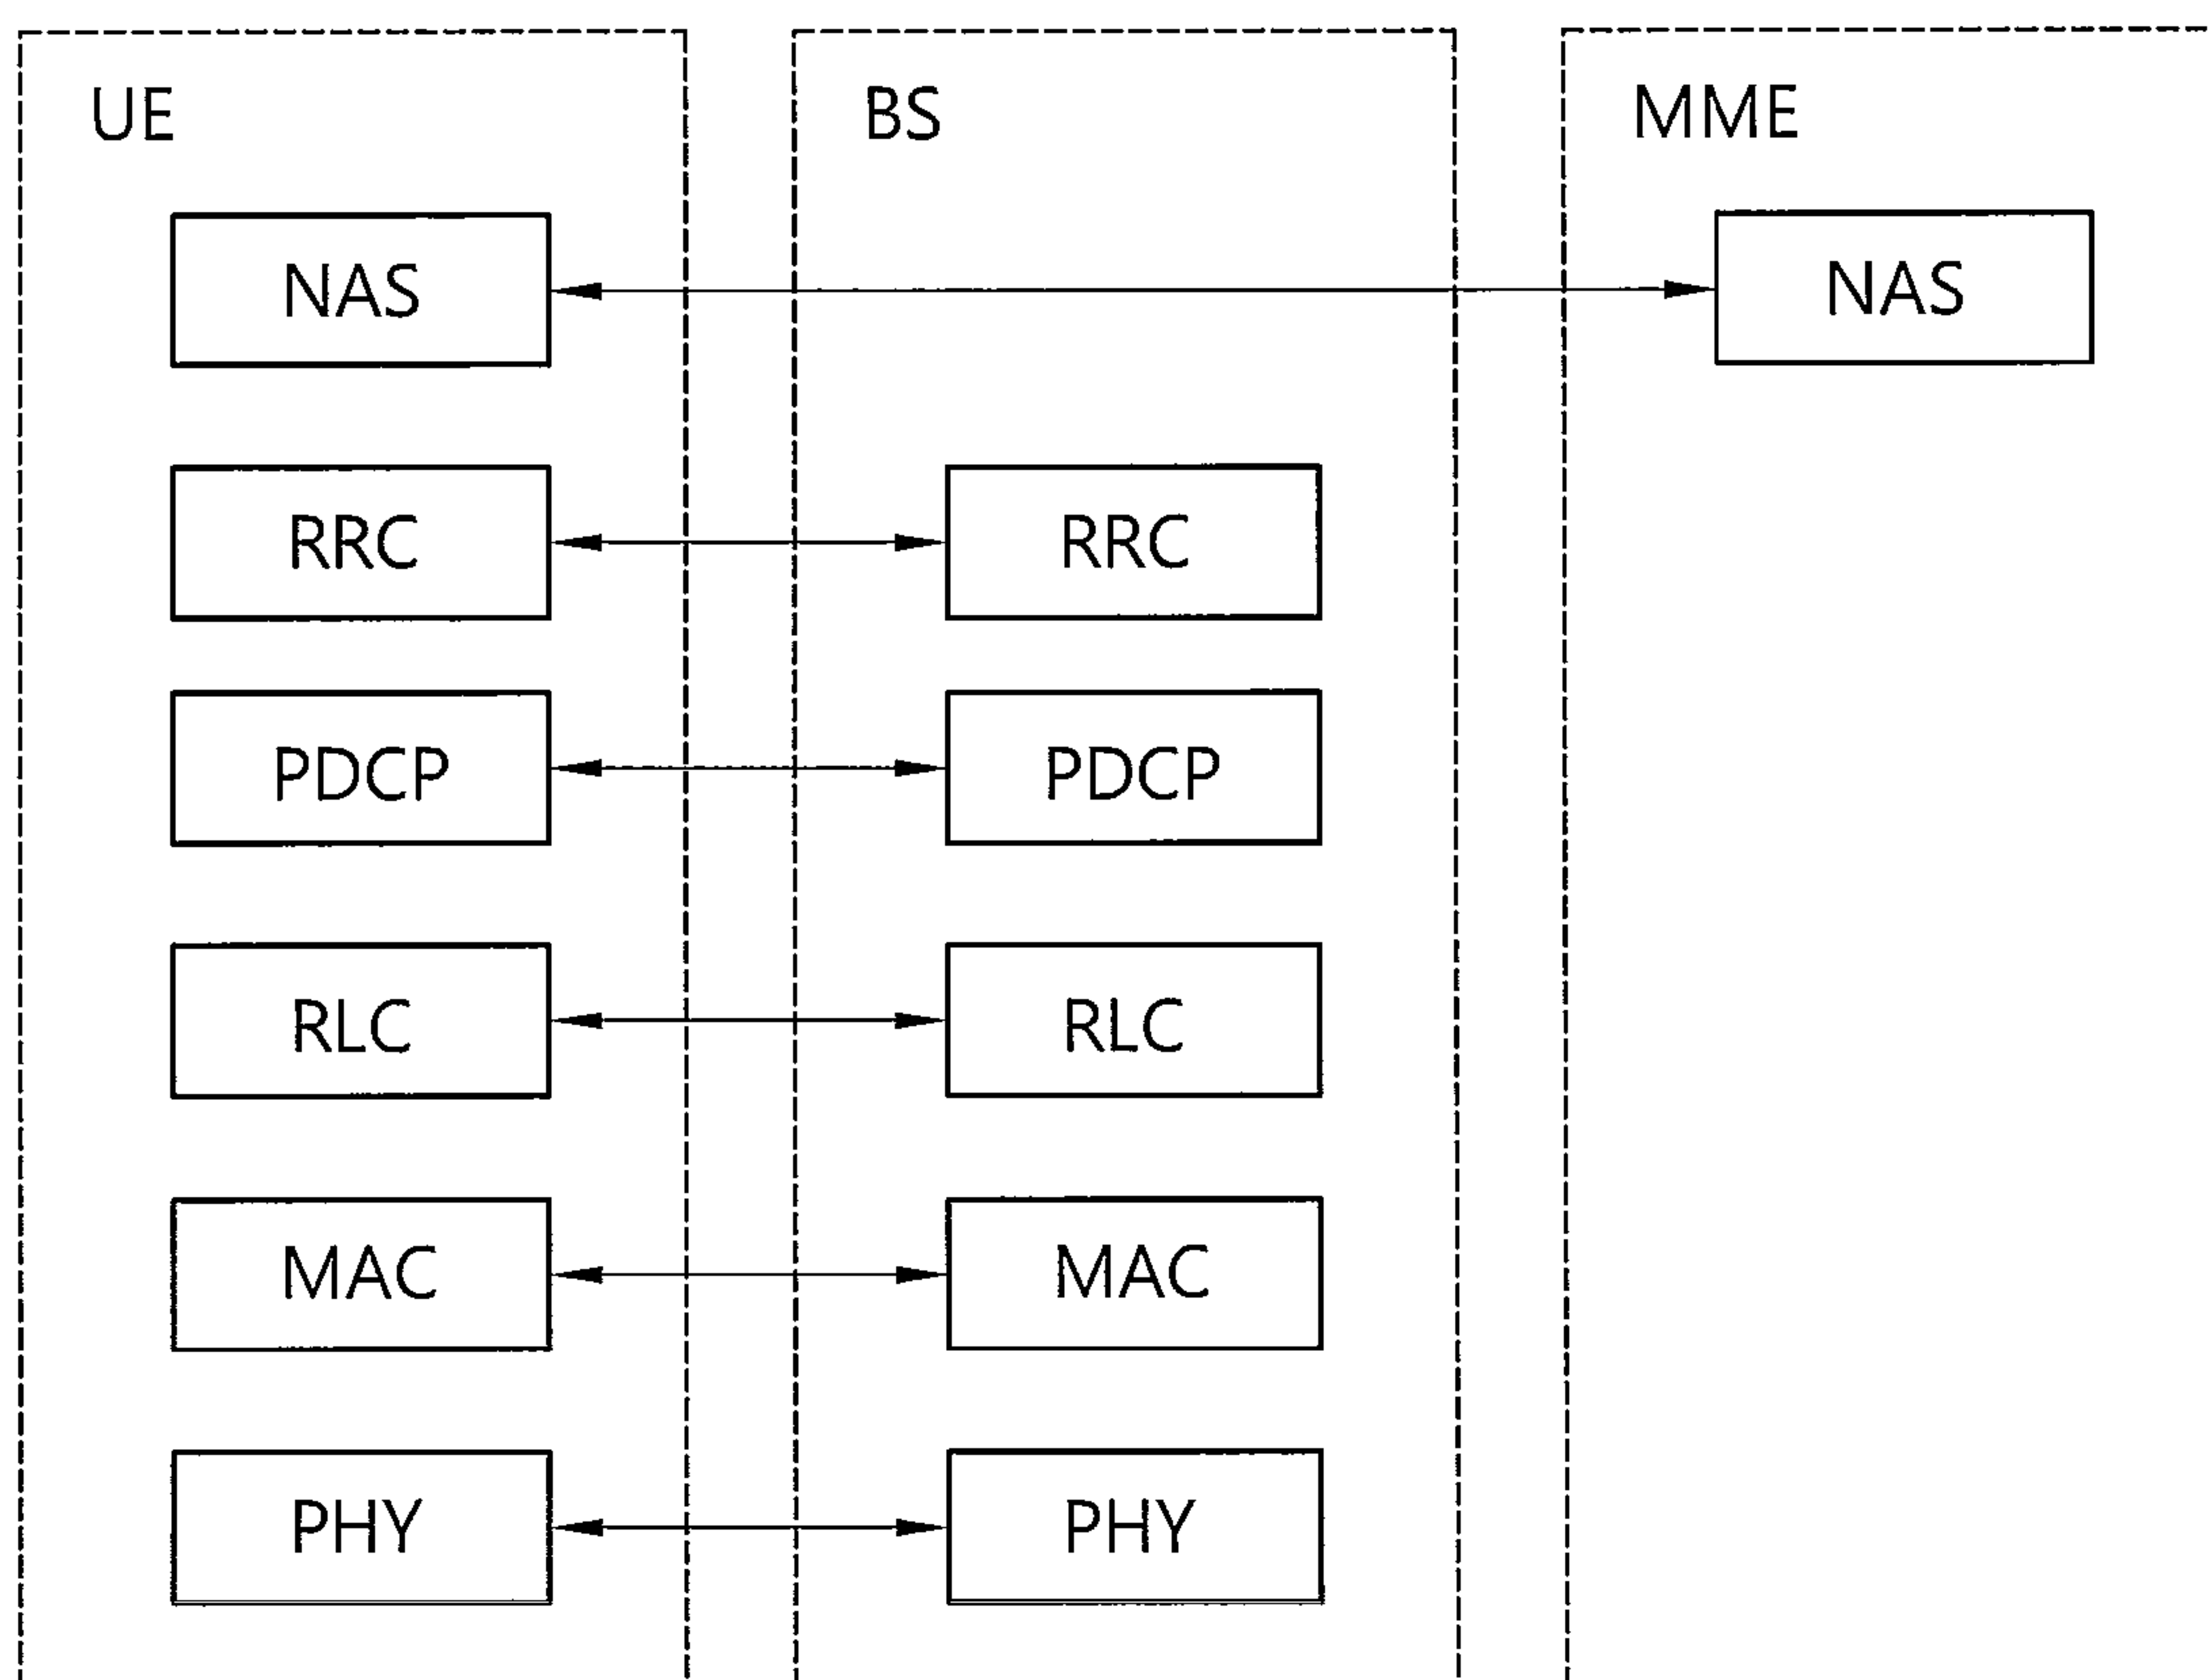 UE BS MME
NAS NAS
RRC RRC
PDCP PDCP
RLC RLC
MAC MAC
PHY PHY